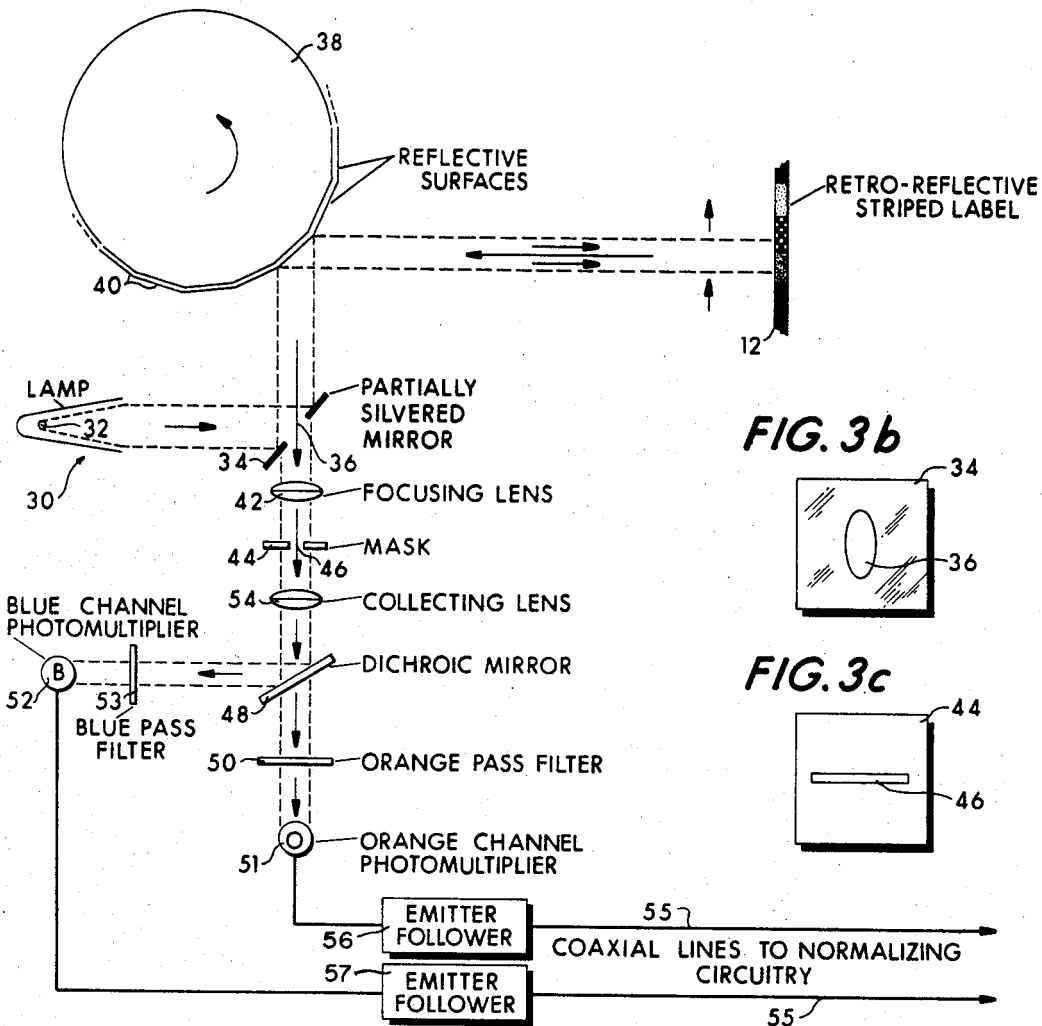 38
REFLECTIVE
SURFACES
RETRO-REFLECTIVE
STRIPED LABEL
40
12
LAMP
32
30
PARTIALLY
SILVERED
MIRROR
34
36
42
FOCUSING LENS
44
MASK
46
54
COLLECTING LENS
BLUE CHANNEL
PHOTOMULTIPLIER
B
52
53
BLUE PASS
FILTER
DICHROIC MIRROR
48
50
ORANGE PASS FILTER
O
51
ORANGE CHANNEL
PHOTOMULTIPLIER
FIG. 3b
34
36
FIG. 3c
44
46
EMITTER
FOLLOWER
56
55
COAXIAL LINES TO NORMALIZING
CIRCUITRY
57
EMITTER
FOLLOWER
55